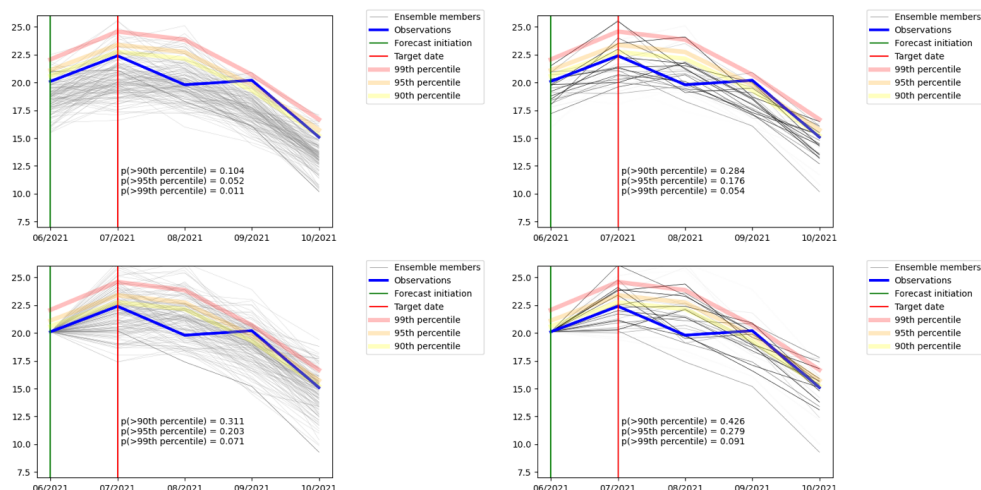 25.0
22.5
20.0
17.5
15.0
12.5
10.0
7.5
06/2021 07/2021 08/2021 09/2021 10/2021
p(>90th percentile) = 0.104
p(>95th percentile) = 0.052
p(>99th percentile) = 0.011
Ensemble members
Observations
Forecast initiation
Target date
99th percentile
95th percentile
90th percentile
25.0
22.5
20.0
17.5
15.0
12.5
10.0
7.5
06/2021 07/2021 08/2021 09/2021 10/2021
p(>90th percentile) = 0.284
p(>95th percentile) = 0.176
p(>99th percentile) = 0.054
Ensemble members
Observations
Forecast initiation
Target date
99th percentile
95th percentile
90th percentile
25.0
22.5
20.0
17.5
15.0
12.5
10.0
7.5
06/2021 07/2021 08/2021 09/2021 10/2021
p(>90th percentile) = 0.311
p(>95th percentile) = 0.203
p(>99th percentile) = 0.071
Ensemble members
Observations
Forecast initiation
Target date
99th percentile
95th percentile
90th percentile
25.0
22.5
20.0
17.5
15.0
12.5
10.0
7.5
06/2021 07/2021 08/2021 09/2021 10/2021
p(>90th percentile) = 0.426
p(>95th percentile) = 0.279
p(>99th percentile) = 0.091
Ensemble members
Observations
Forecast initiation
Target date
99th percentile
95th percentile
90th percentile